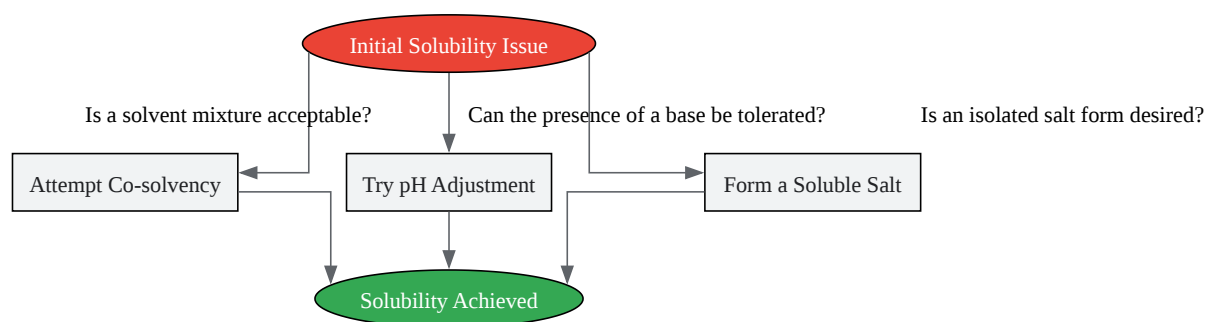 Initial Solubility Issue
Is a solvent mixture acceptable?
Can the presence of a base be tolerated?
Is an isolated salt form desired?
Attempt Co-solvency
Try pH Adjustment
Form a Soluble Salt
Solubility Achieved